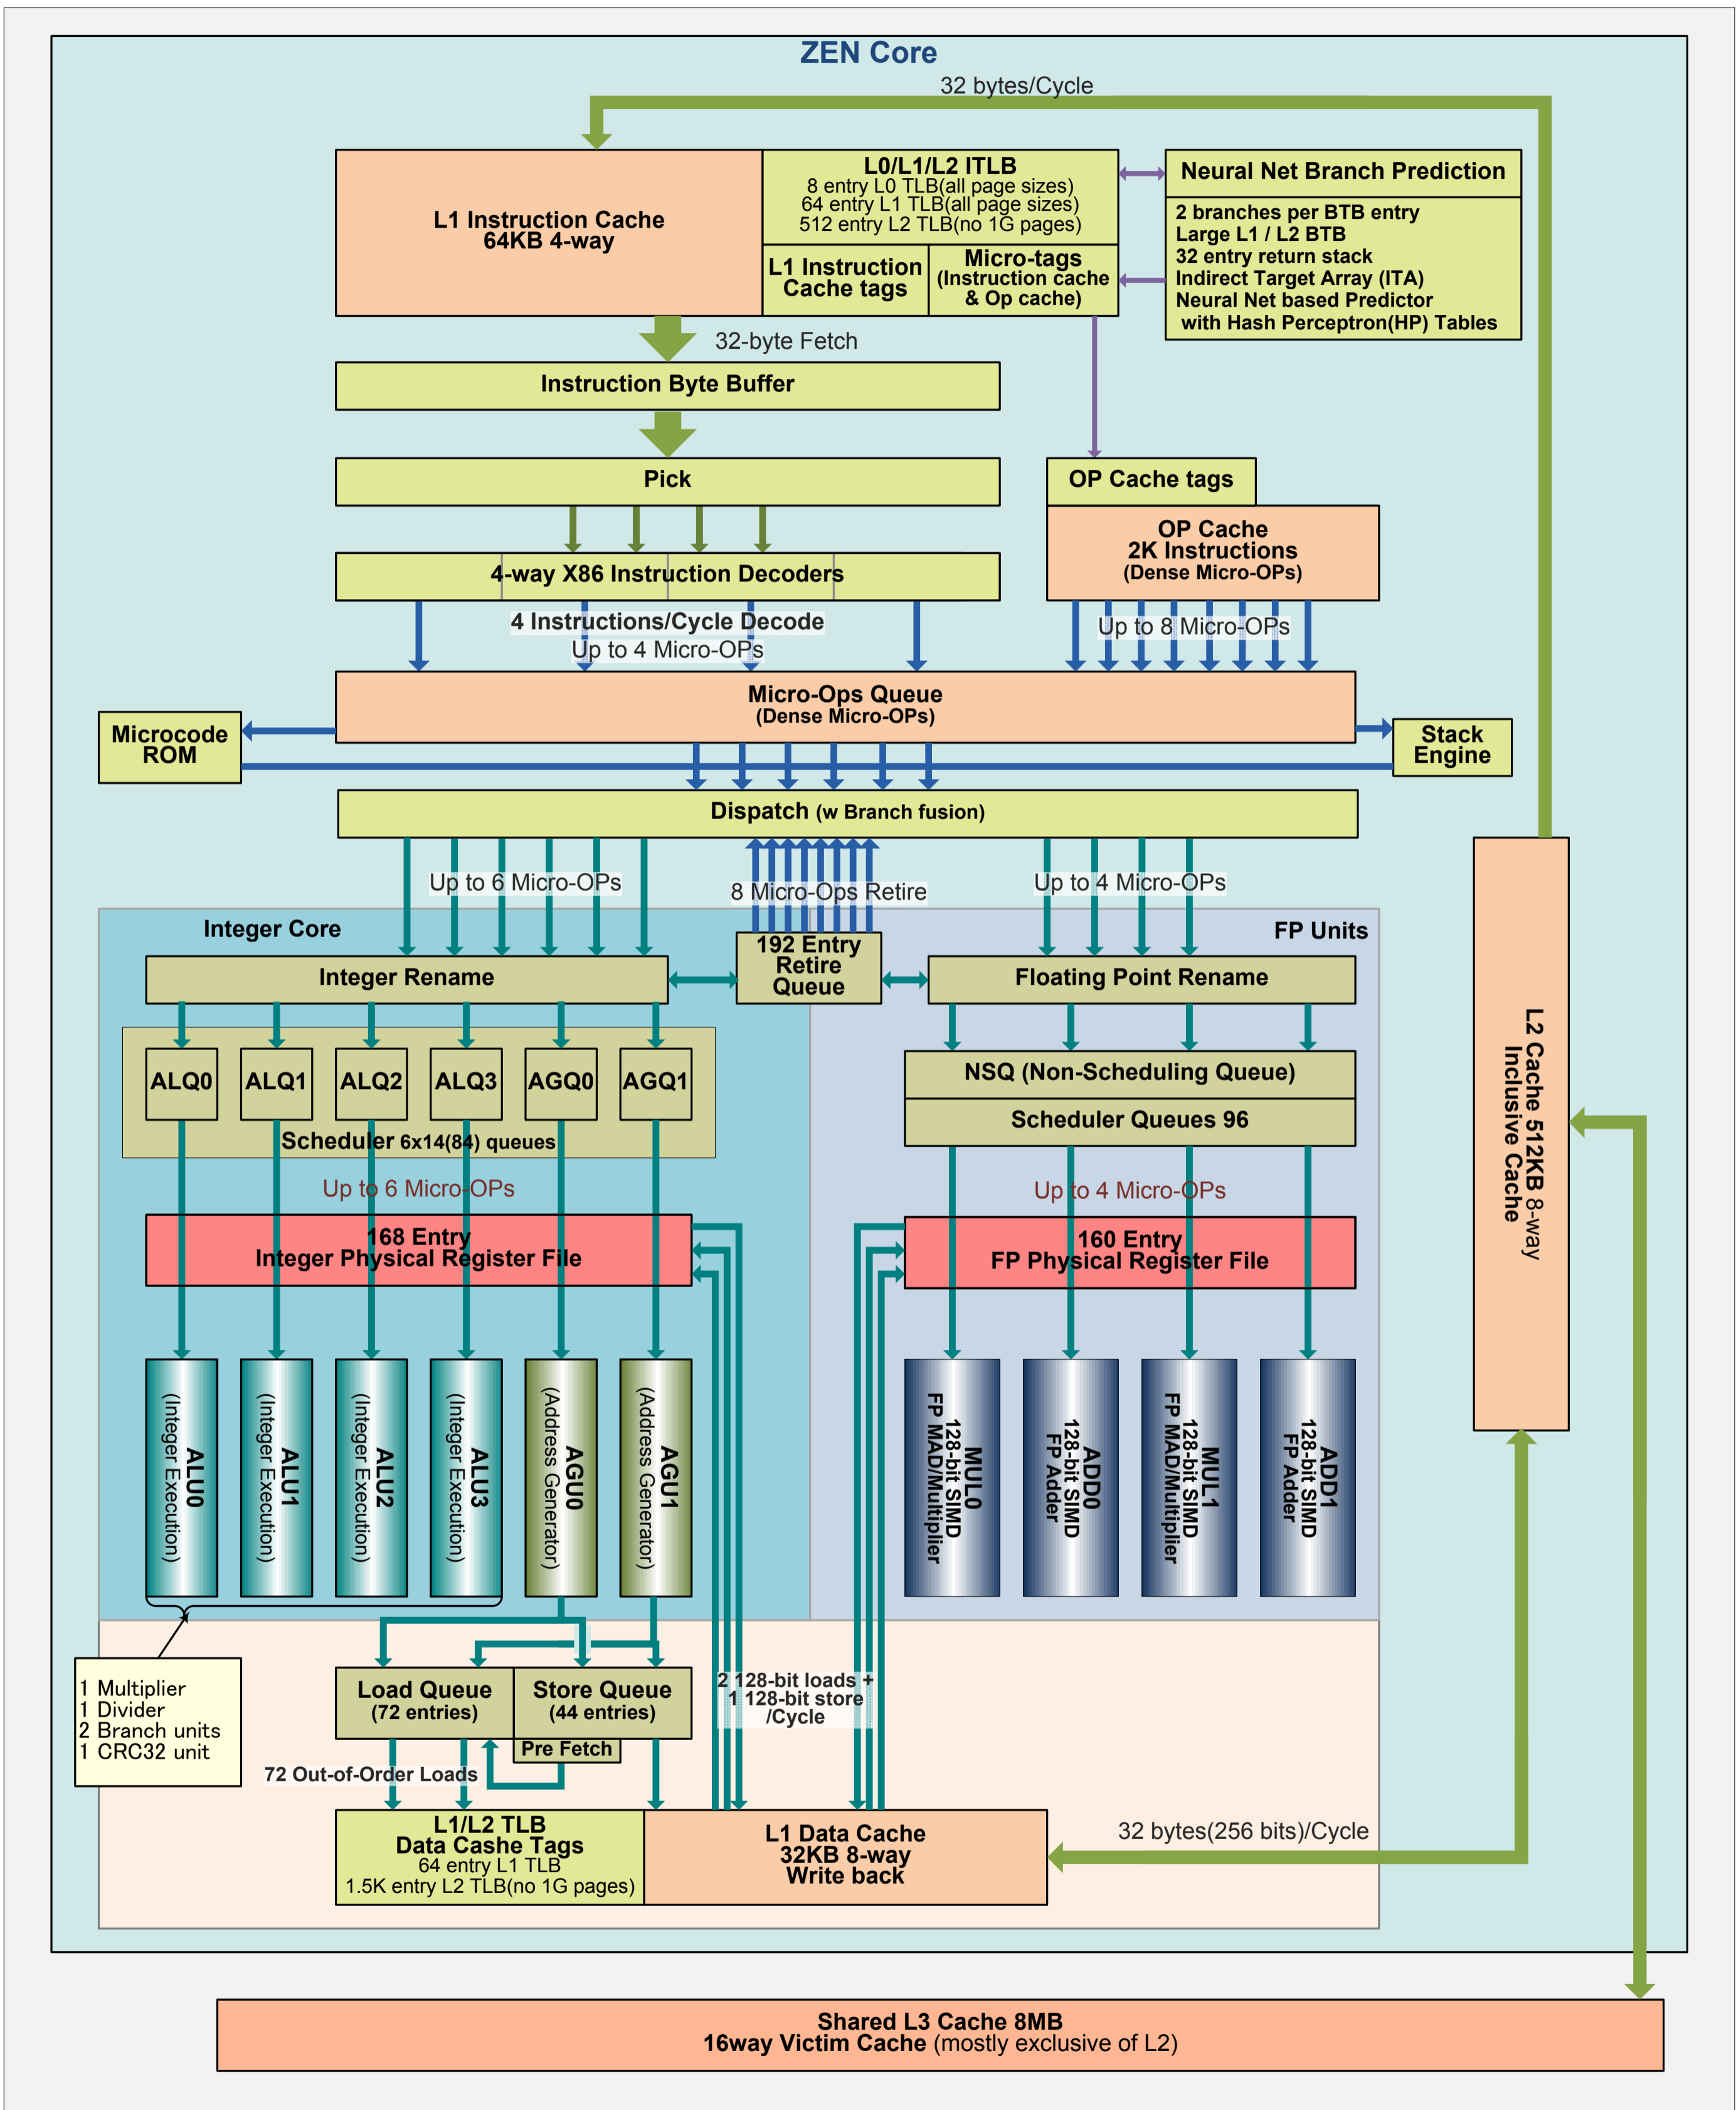 ZEN Core
32 bytes/Cycle
L1 Instruction Cache
64KB 4-way
L0/L1/L2 ITLB
8 entry L0 TLB(all page sizes)
64 entry L1 TLB(all page sizes)
512 entry L2 TLB(no 1G pages)
L1 Instruction
Cache tags
Micro-tags
(Instruction cache
& Op cache)
Neural Net Branch Prediction
2 branches per BTB entry
Large L1 / L2 BTB
32 entry return stack
Indirect Target Array (ITA)
Neural Net based Predictor
with Hash Perceptron(HP) Tables
32-byte Fetch
Instruction Byte Buffer
Pick
OP Cache tags
OP Cache
2K Instructions
(Dense Micro-OPs)
4-way X86 Instruction Decoders
4 Instructions/Cycle Decode
Up to 4 Micro-OPs
Up to 8 Micro-OPs
Micro-Ops Queue
(Dense Micro-OPs)
Microcode
ROM
Stack
Engine
Dispatch (w Branch fusion)
Up to 6 Micro-OPs
8 Micro-Ops Retire
Up to 4 Micro-OPs
Integer Core
FP Units
192 Entry
Retire
Queue
Integer Rename
Floating Point Rename
ALQ0
ALQ1
ALQ2
ALQ3
AGQ0
AGQ1
Scheduler 6x14(84) queues
NSQ (Non-Scheduling Queue)
Scheduler Queues 96
L2 Cache 512KB 8-way
Inclusive Cache
Up to 6 Micro-OPs
Up to 4 Micro-OPs
168 Entry
Integer Physical Register File
160 Entry
FP Physical Register File
ALU0
(Integer Execution)
ALU1
(Integer Execution)
ALU2
(Integer Execution)
ALU3
(Integer Execution)
AGU0
(Address Generator)
AGU1
(Address Generator)
MUL0
128-bit SIMD
FP MAD/Multiplier
ADD0
128-bit SIMD
FP Adder
MUL1
128-bit SIMD
FP MAD/Multiplier
ADD1
128-bit SIMD
FP Adder
1 Multiplier
1 Divider
2 Branch units
1 CRC32 unit
Load Queue
(72 entries)
Store Queue
(44 entries)
Pre Fetch
2 128-bit loads +
1 128-bit store
/Cycle
72 Out-of-Order Loads
L1/L2 TLB
Data Cashe Tags
64 entry L1 TLB
1.5K entry L2 TLB(no 1G pages)
L1 Data Cache
32KB 8-way
Write back
32 bytes(256 bits)/Cycle
Shared L3 Cache 8MB
16way Victim Cache (mostly exclusive of L2)